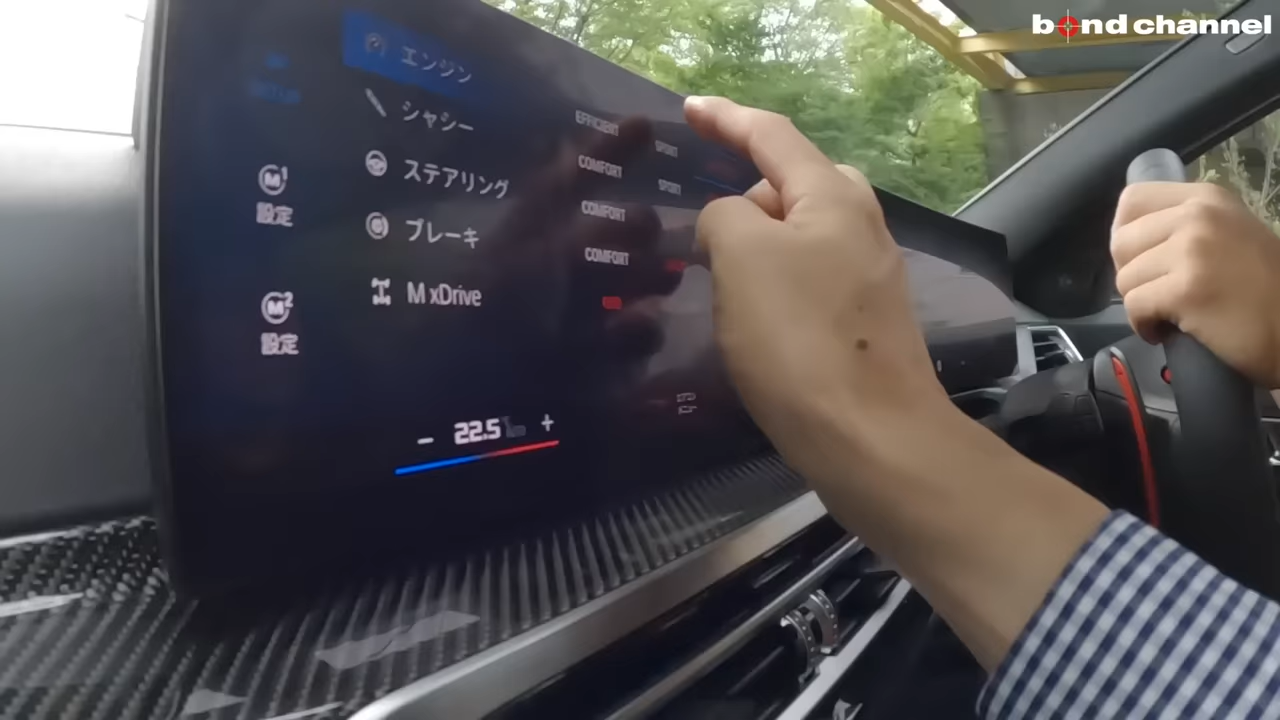 bond channel
エンジン
シャシー
ステアリング
ブレーキ
M xDrive
EFFICIENT
SPORT
COMFORT
SPORT
COMFORT
COMFORT
M1
設定
M2
設定
− 22.5 +